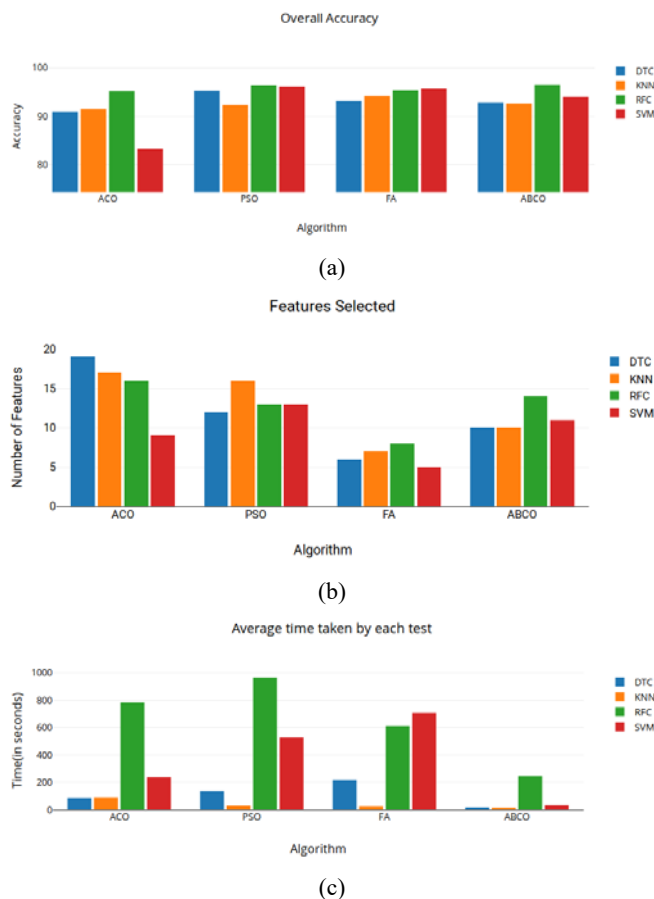 Overall Accuracy
100
90
80
Accuracy
ACO PSO FA ABCO
Algorithm
DTC
KNN
RFC
SVM
(a)
Features Selected
20
15
10
5
0
Number of Features
ACO PSO FA ABCO
Algorithm
DTC
KNN
RFC
SVM
(b)
Average time taken by each test
1000
800
600
400
200
0
Time(in seconds)
ACO PSO FA ABCO
Algorithm
DTC
KNN
RFC
SVM
(c)